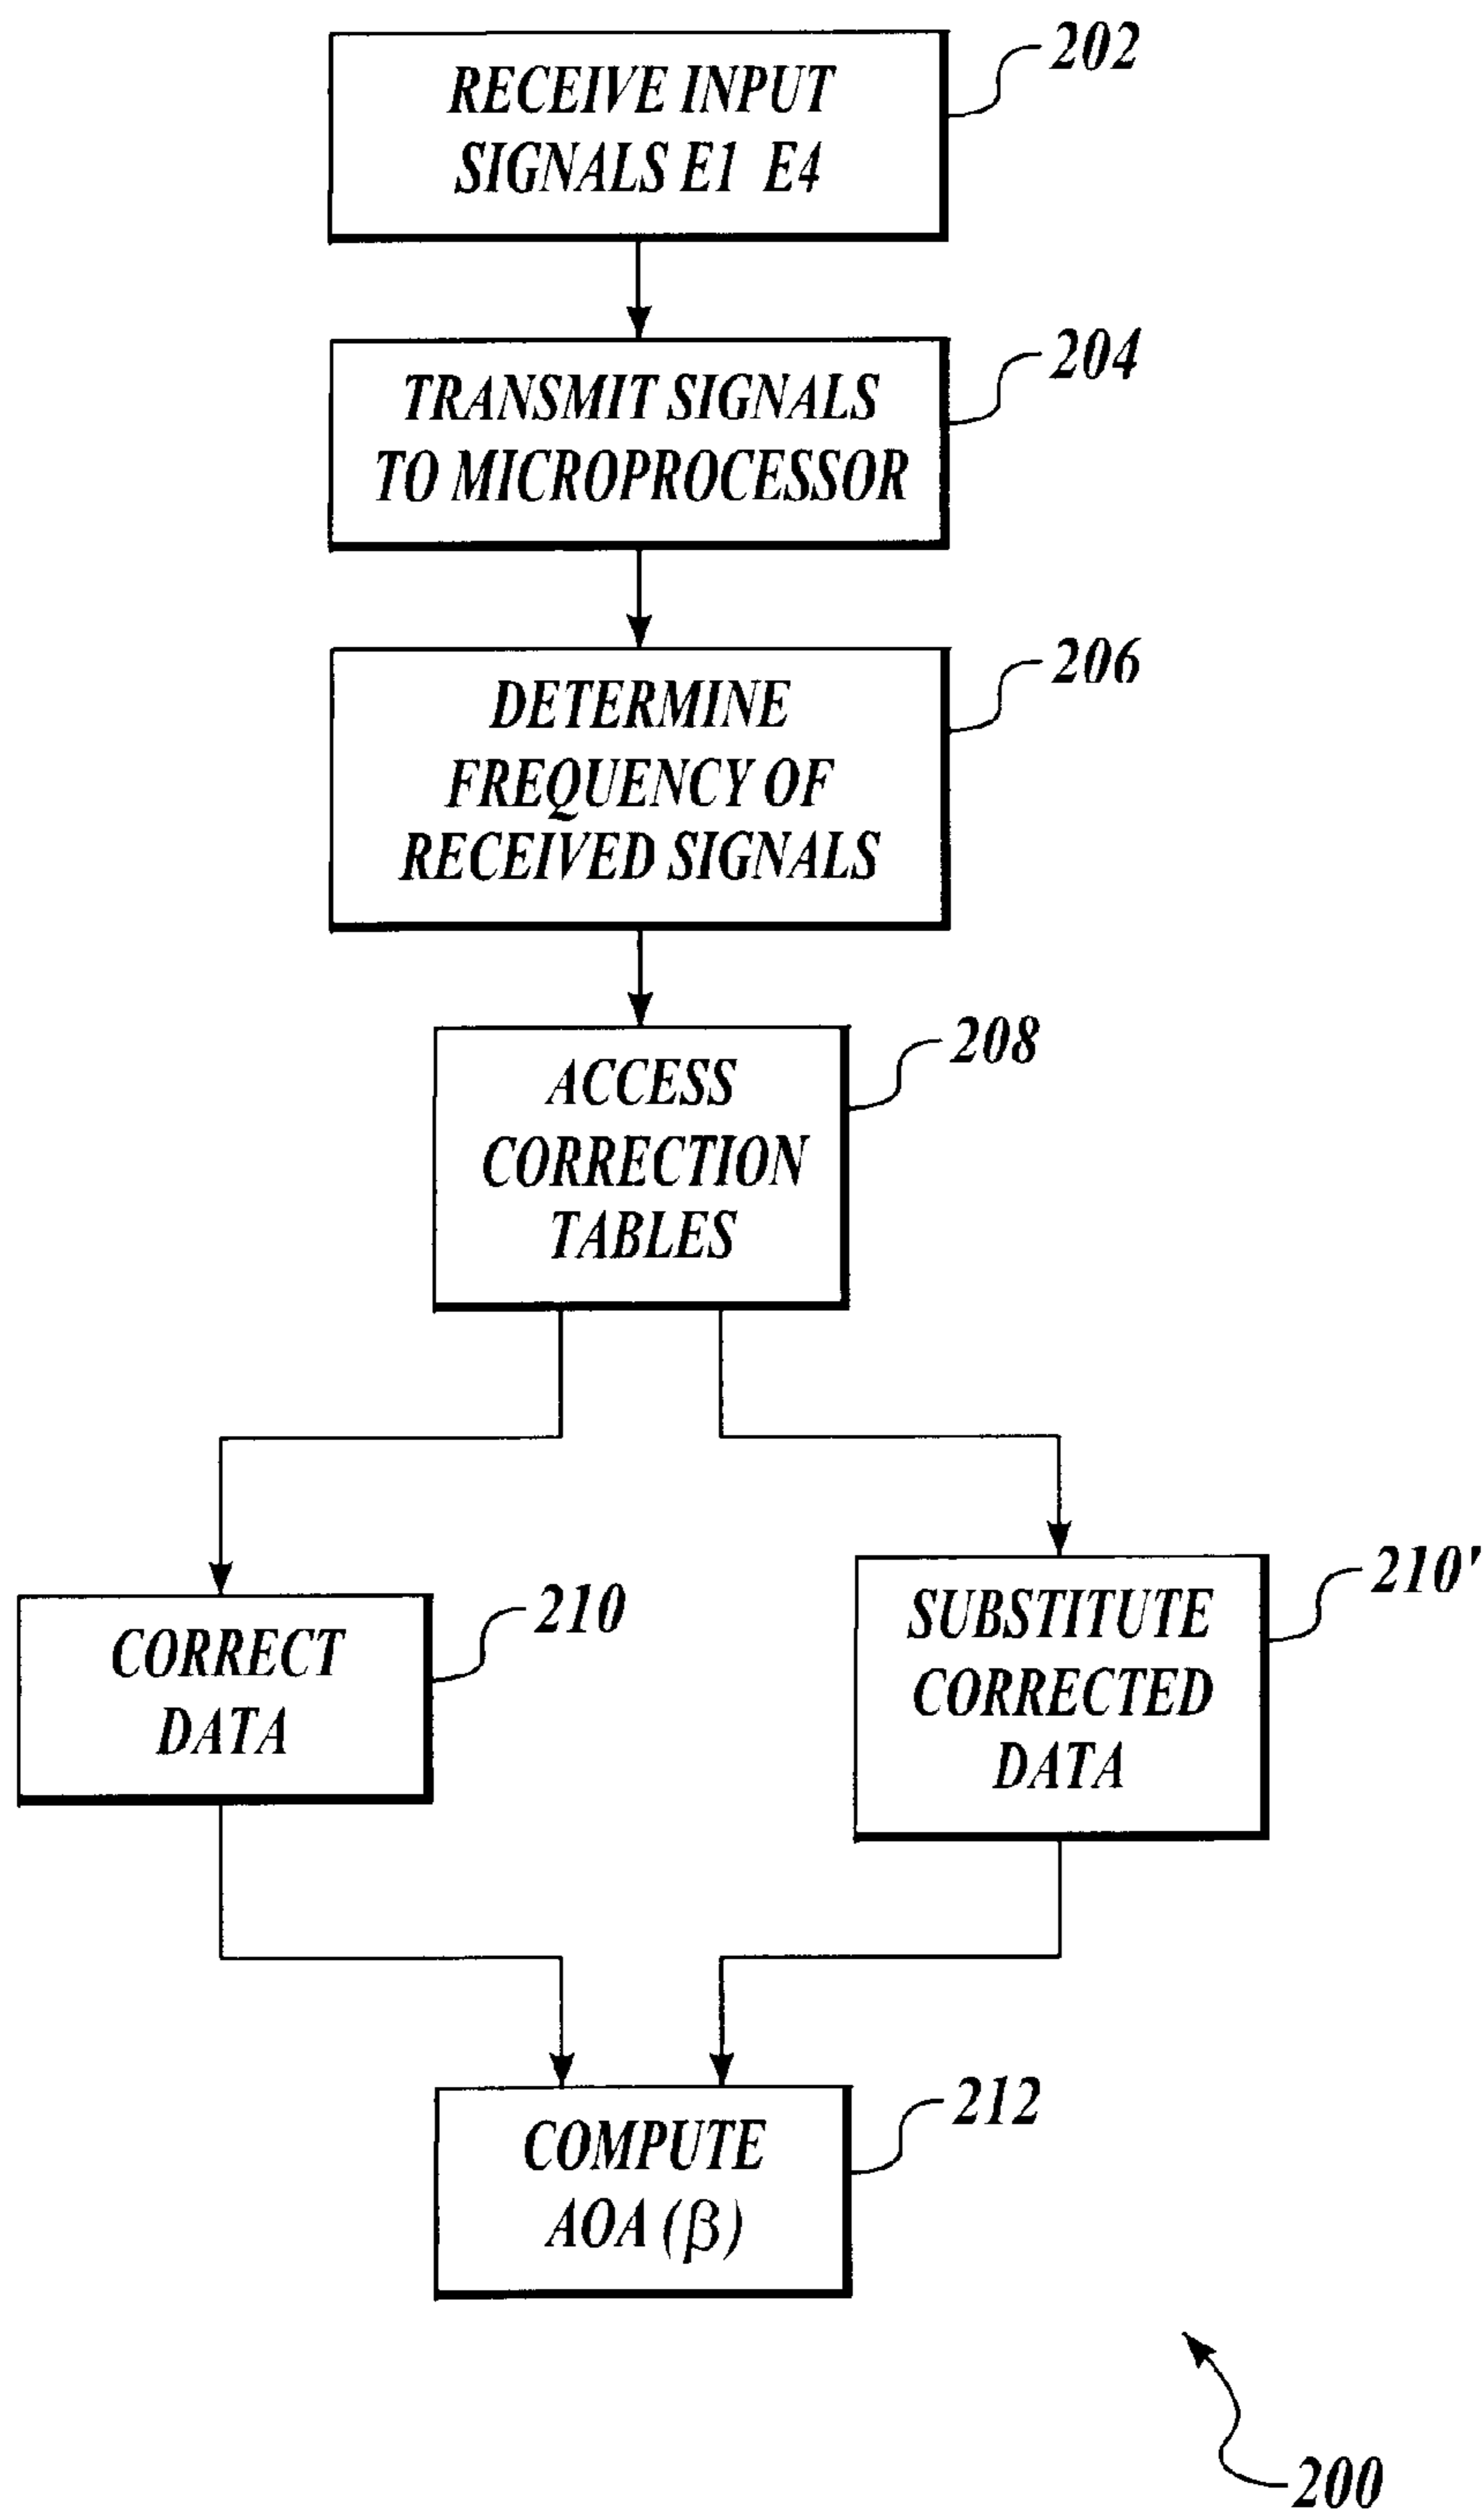 RECEIVE INPUT
SIGNALS E1 E4
202
TRANSMIT SIGNALS
TO MICROPROCESSOR
204
DETERMINE
FREQUENCY OF
RECEIVED SIGNALS
206
ACCESS
CORRECTION
TABLES
208
CORRECT
DATA
210
SUBSTITUTE
CORRECTED
DATA
210'
COMPUTE
AOA (β)
212
200